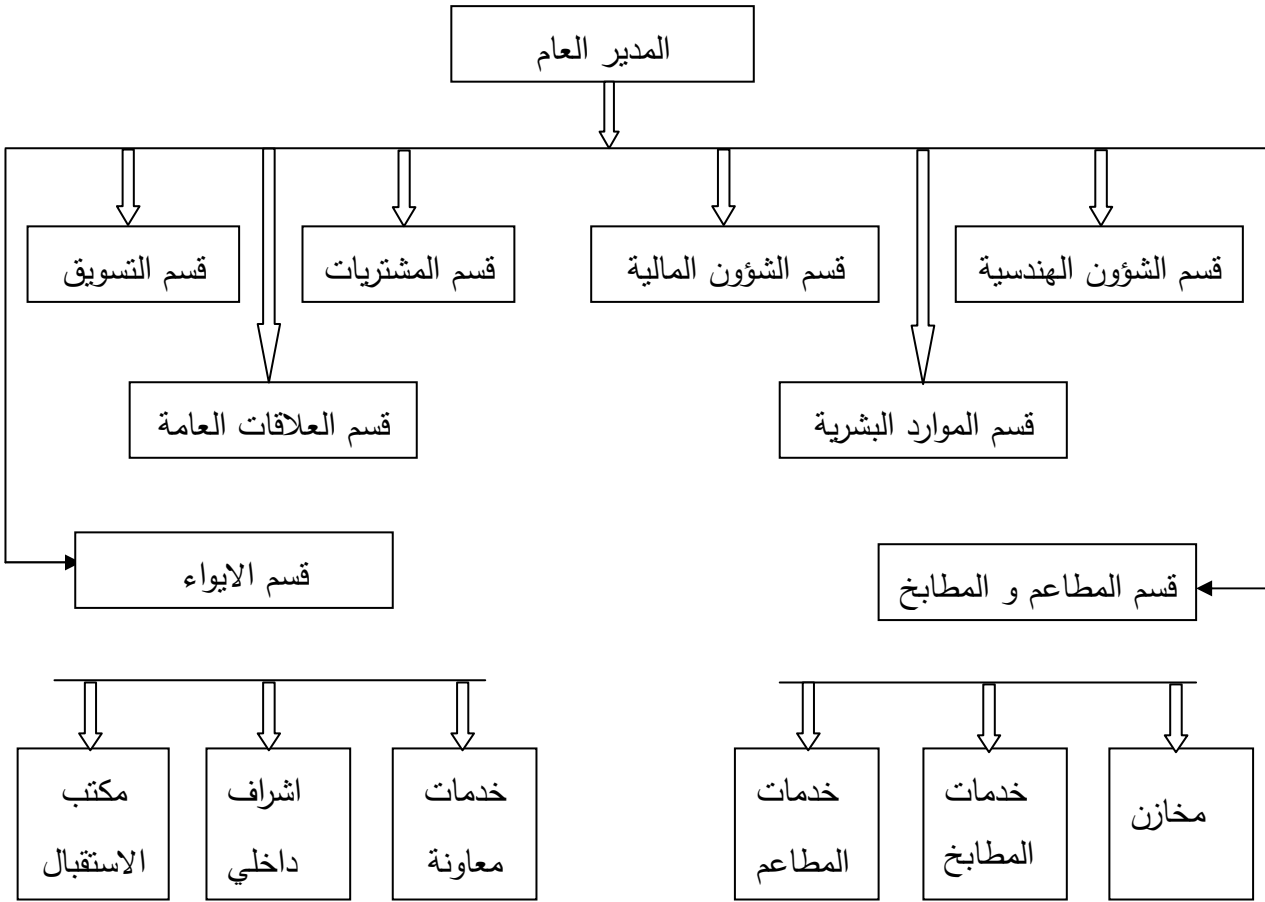 المدير العام
قسم الشؤون الهندسية
قسم الشؤون المالية
قسم المشتريات
قسم التسويق
قسم الموارد البشرية
قسم العلاقات العامة
قسم الايواء
قسم المطاعم و المطابخ
مخازن
خدمات
المطابخ
خدمات
المطاعم
خدمات
معاونة
اشراف
داخلي
مكتب
الاستقبال